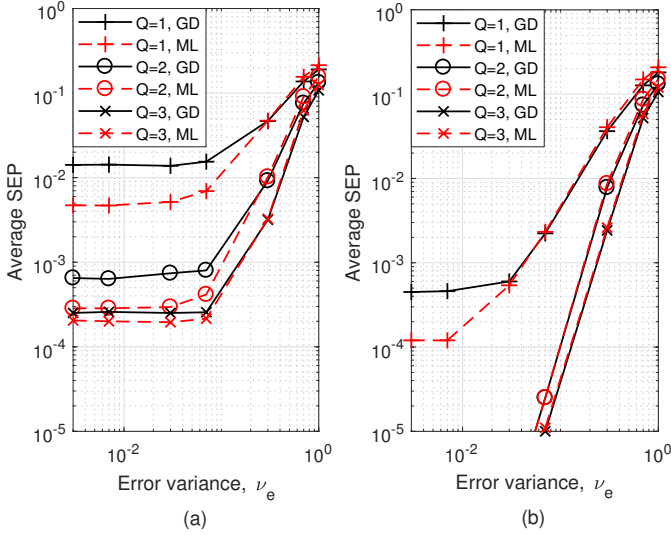 10^0
10^-1
10^-2
10^-3
10^-4
10^-5
Average SEP
Q=1, GD
Q=1, ML
Q=2, GD
Q=2, ML
Q=3, GD
Q=3, ML
10^-2
10^0
Error variance, ν_e
(a)
10^0
10^-1
10^-2
10^-3
10^-4
10^-5
Average SEP
Q=1, GD
Q=1, ML
Q=2, GD
Q=2, ML
Q=3, GD
Q=3, ML
10^-2
10^0
Error variance, ν_e
(b)